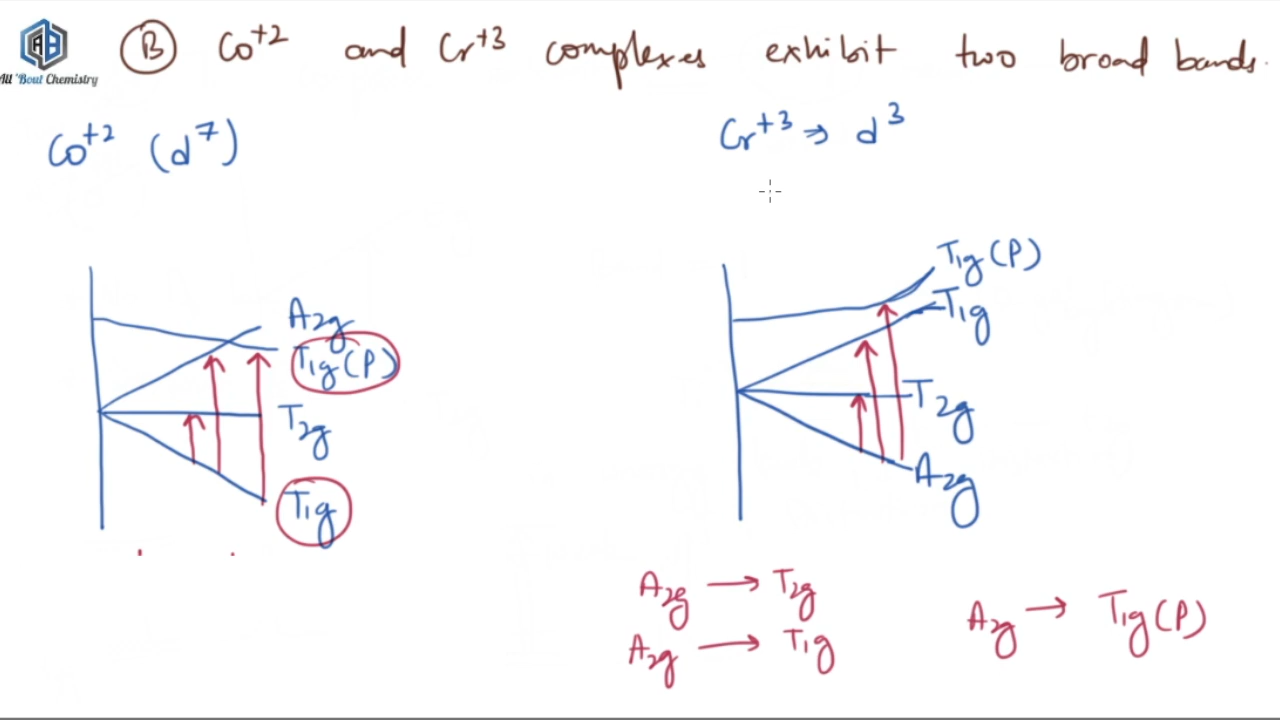 B Co+2 and Cr+3 complexes exhibit two broad bands.
All 'Bout Chemistry
Co+2 (d7)
Cr+3 ⇒ d3
A2g
T1g(P)
T2g
T1g
T1g(P)
T1g
T2g
A2g
A2g → T2g
A2g → T1g
A2g → T1g(P)